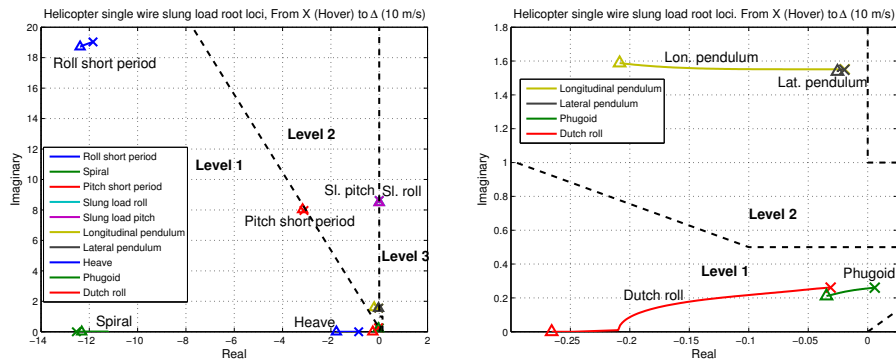 Helicopter single wire slung load root loci, From X (Hover) to Δ (10 m/s)
20
18
16
14
12
10
8
6
4
2
0
Imaginary
Roll short period
Level 2
Level 1
Sl. pitch
Sl. roll
Pitch short period
Level 3
Spiral
Heave
Roll short period
Spiral
Pitch short period
Slung load roll
Slung load pitch
Longitudinal pendulum
Lateral pendulum
Heave
Phugoid
Dutch roll
−14
−12
−10
−8
−6
−4
−2
0
2
Real
Helicopter single wire slung load root loci. From X (Hover) to Δ (10 m/s)
1.8
1.6
1.4
1.2
1
0.8
0.6
0.4
0.2
0
Imaginary
Lon. pendulum
Lat. pendulum
Longitudinal pendulum
Lateral pendulum
Phugoid
Dutch roll
Level 2
Level 1
Phugoid
Dutch roll
−0.25
−0.2
−0.15
−0.1
−0.05
0
Real